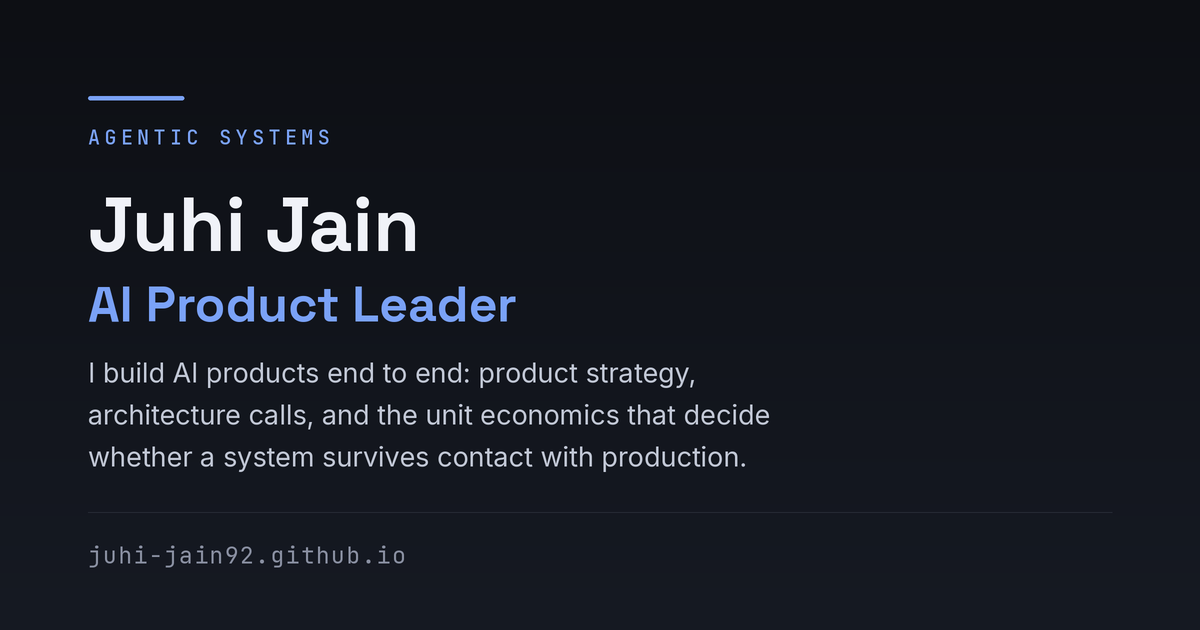 AGENTIC SYSTEMS
Juhi Jain
AI Product Leader
I build AI products end to end: product strategy,
architecture calls, and the unit economics that decide
whether a system survives contact with production.
juhi-jain92.github.io